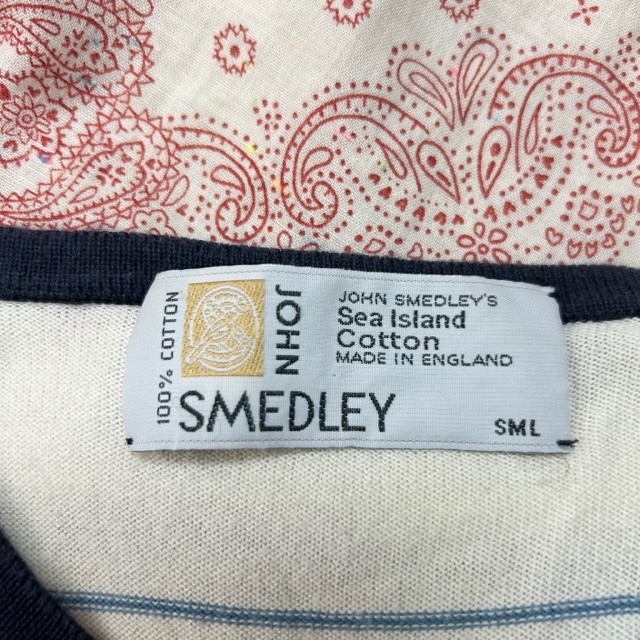 100% COTTON
JOHN
SMEDLEY
JOHN SMEDLEY'S
Sea Island
Cotton
MADE IN ENGLAND
SML